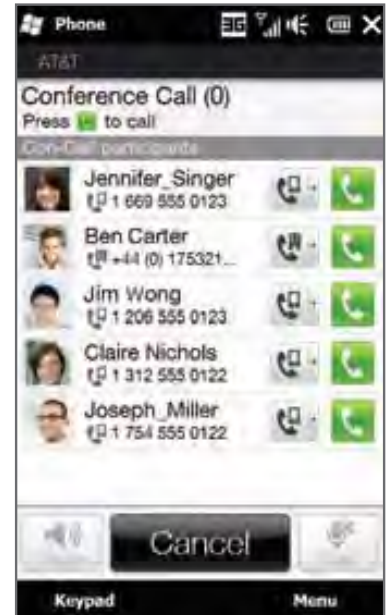 Phone 3G
AT&T
Conference Call (0)
Press to call
Con-Call participants
Jennifer_Singer
1 669 555 0123
Ben Carter
+44 (0) 175321...
Jim Wong
1 206 555 0123
Claire Nichols
1 312 555 0122
Joseph_Miller
1 754 555 0122
Cancel
Keypad Menu